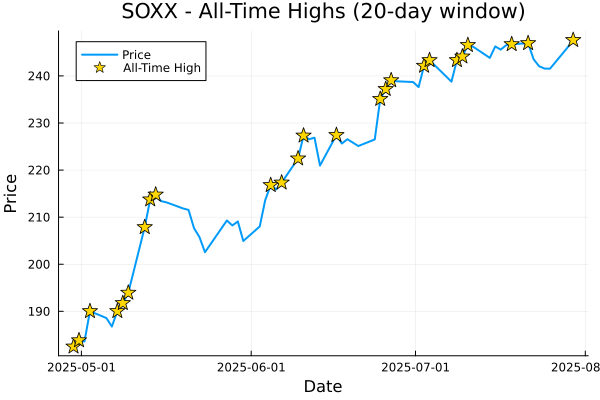 SOXX - All-Time Highs (20-day window)
Price
All-Time High
240
230
220
210
200
190
Price
2025-05-01
2025-06-01
2025-07-01
2025-08
Date